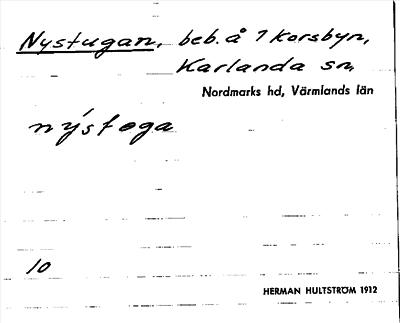 Nystugan, beb. å 7 Korsbyn,
Karlanda sn,
Nordmarks hd, Värmlands län
nýstøga
10
HERMAN HULTSTRÖM 1912